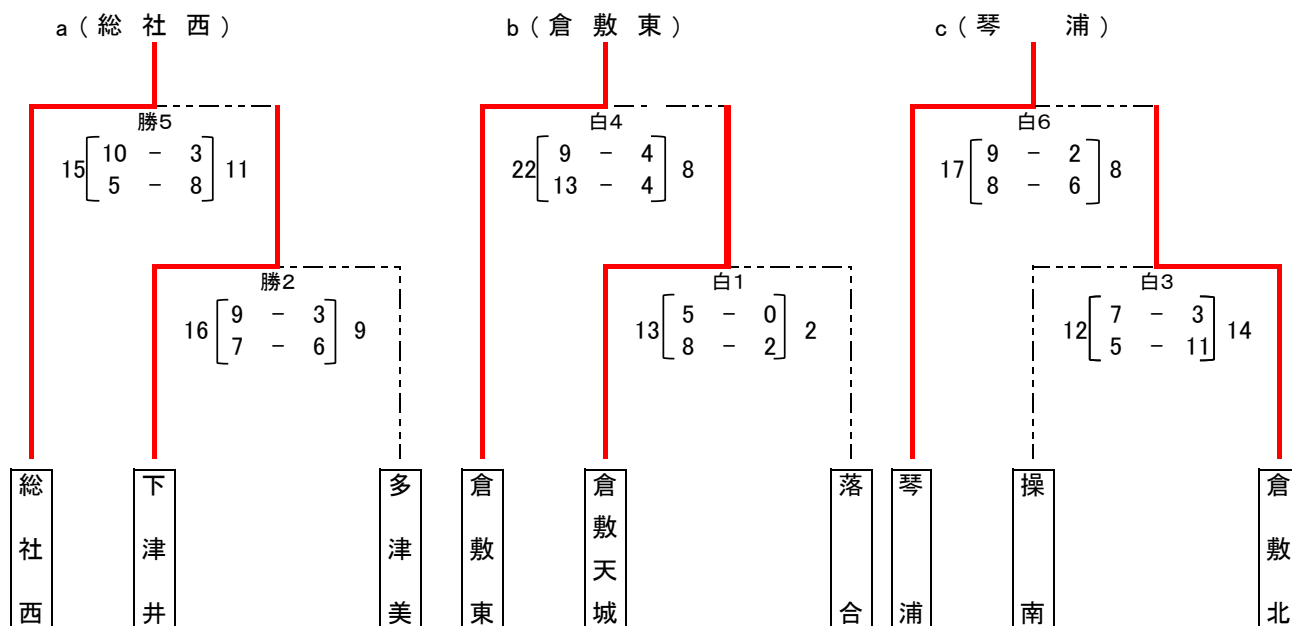 a（総社西）
b（倉敷東）
c（琴浦）
勝5
15 10 － 3 11
5 － 8
白4
22 9 － 4 8
13 － 4
白6
17 9 － 2 8
8 － 6
勝2
16 9 － 3 9
7 － 6
白1
13 5 － 0 2
8 － 2
白3
12 7 － 3 14
5 － 11
総社西
下津井
多津美
倉敷東
倉敷天城
落合
琴浦
操南
倉敷北